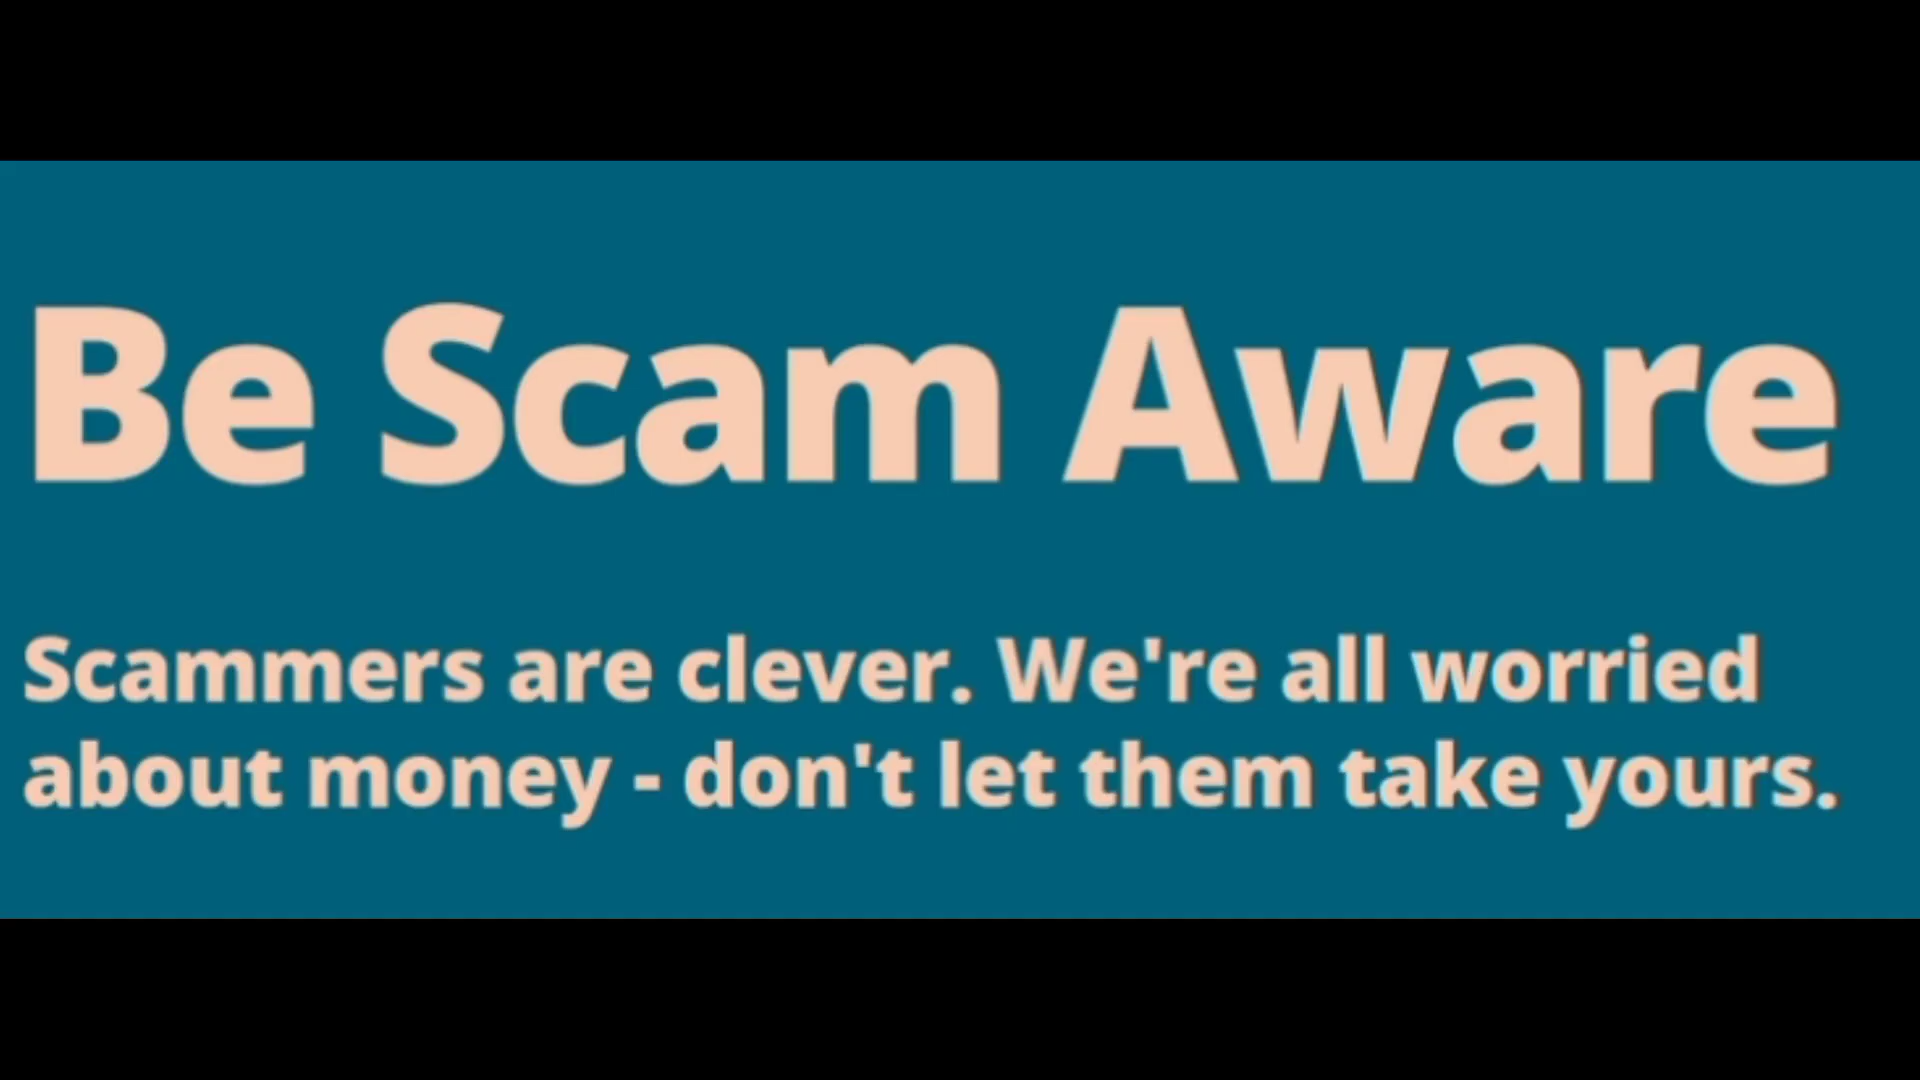 Be Scam Aware
Scammers are clever. We're all worried
about money - don't let them take yours.